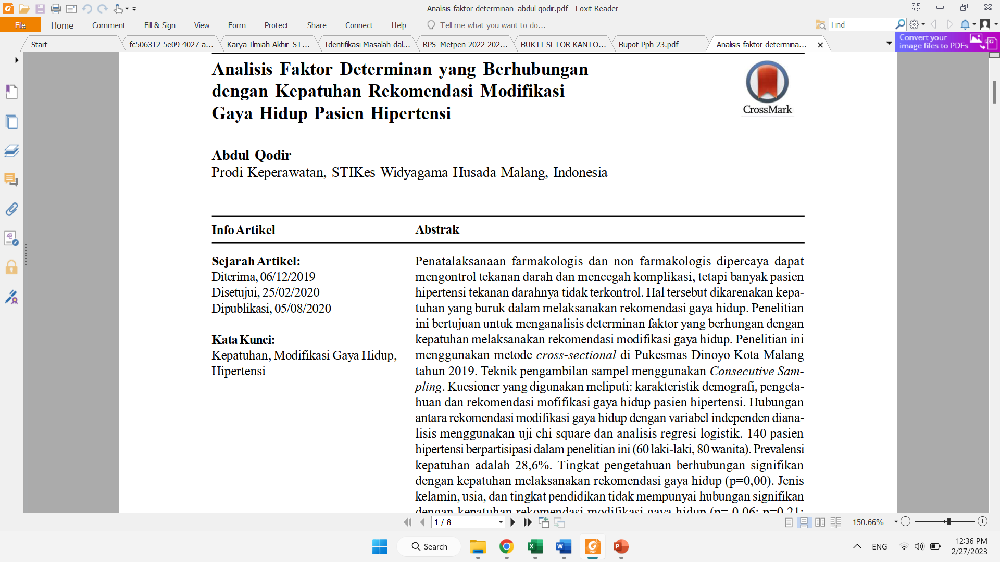 Analisis faktor determinan_abdul qodir.pdf - Foxit Reader
File Home Comment Fill & Sign View Form Protect Share Connect Help Tell me what you want to do... Find
Start fc506312-5e09-4027-a... Karya Ilmiah Akhir_ST... Identifikasi Masalah dal... RPS_Metpen 2022-202... BUKTI SETOR KANTO... Bupot Pph 23.pdf Analisis faktor determina...
Convert your
image files to PDFs
Analisis Faktor Determinan yang Berhubungan
dengan Kepatuhan Rekomendasi Modifikasi
Gaya Hidup Pasien Hipertensi
CrossMark
Abdul Qodir
Prodi Keperawatan, STIKes Widyagama Husada Malang, Indonesia
Info Artikel
Sejarah Artikel:
Diterima, 06/12/2019
Disetujui, 25/02/2020
Dipublikasi, 05/08/2020
Kata Kunci:
Kepatuhan, Modifikasi Gaya Hidup,
Hipertensi
Abstrak
Penatalaksanaan farmakologis dan non farmakologis dipercaya dapat
mengontrol tekanan darah dan mencegah komplikasi, tetapi banyak pasien
hipertensi tekanan darahnya tidak terkontrol. Hal tersebut dikarenakan kepa-
tuhan yang buruk dalam melaksanakan rekomendasi gaya hidup. Penelitian
ini bertujuan untuk menganalisis determinan faktor yang berhungan dengan
kepatuhan melaksanakan rekomendasi modifikasi gaya hidup. Penelitian ini
menggunakan metode cross-sectional di Pukesmas Dinoyo Kota Malang
tahun 2019. Teknik pengambilan sampel menggunakan Consecutive Sam-
pling. Kuesioner yang digunakan meliputi: karakteristik demografi, pengeta-
huan dan rekomendasi mofifikasi gaya hidup pasien hipertensi. Hubungan
antara rekomendasi modifikasi gaya hidup dengan variabel independen diana-
lisis menggunakan uji chi square dan analisis regresi logistik. 140 pasien
hipertensi berpartisipasi dalam penelitian ini (60 laki-laki, 80 wanita). Prevalensi
kepatuhan adalah 28,6%. Tingkat pengetahuan berhubungan signifikan
dengan kepatuhan melaksanakan rekomendasi gaya hidup (p=0,00). Jenis
kelamin, usia, dan tingkat pendidikan tidak mempunyai hubungan signifikan
dengan kepatuhan rekomendasi modifikasi gaya hidup (p= 0,06; p=0,21;
1 / 8
150.66%
Search
PDF
ENG
12:36 PM
2/27/2023